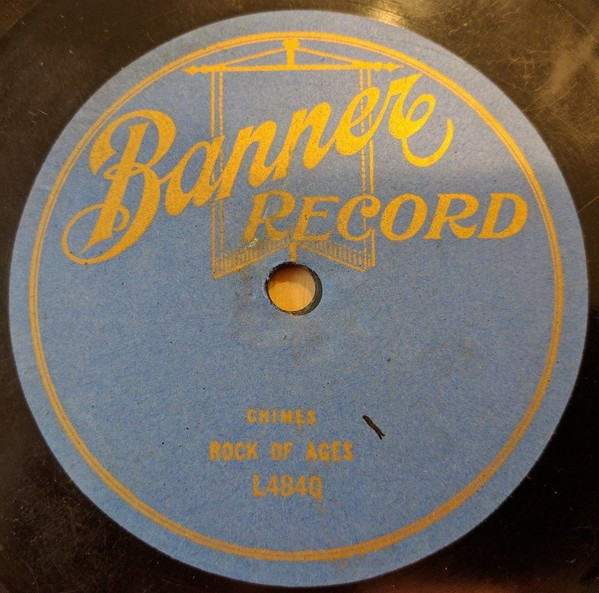 Banner
RECORD
CHIMES
ROCK OF AGES
L4840